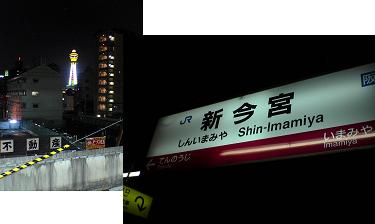 不動産
JR 新今宮
しんいまみや Shin-Imamiya
てんのうじ
いまみや
Imamiya
阪